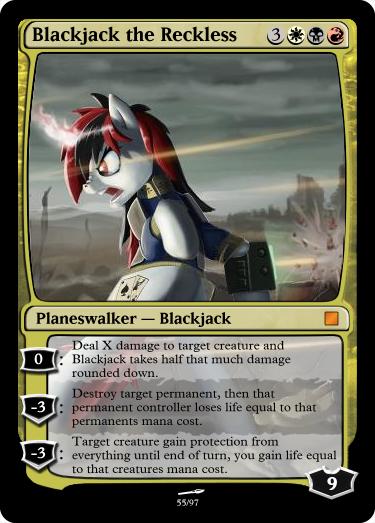 Blackjack the Reckless 3
Planeswalker — Blackjack
0 : Deal X damage to target creature and
Blackjack takes half that much damage
rounded down.
-3 : Destroy target permanent, then that
permanent controller loses life equal to that
permanents mana cost.
-3 : Target creature gain protection from
everything until end of turn, you gain life equal
to that creatures mana cost.
9
55/97